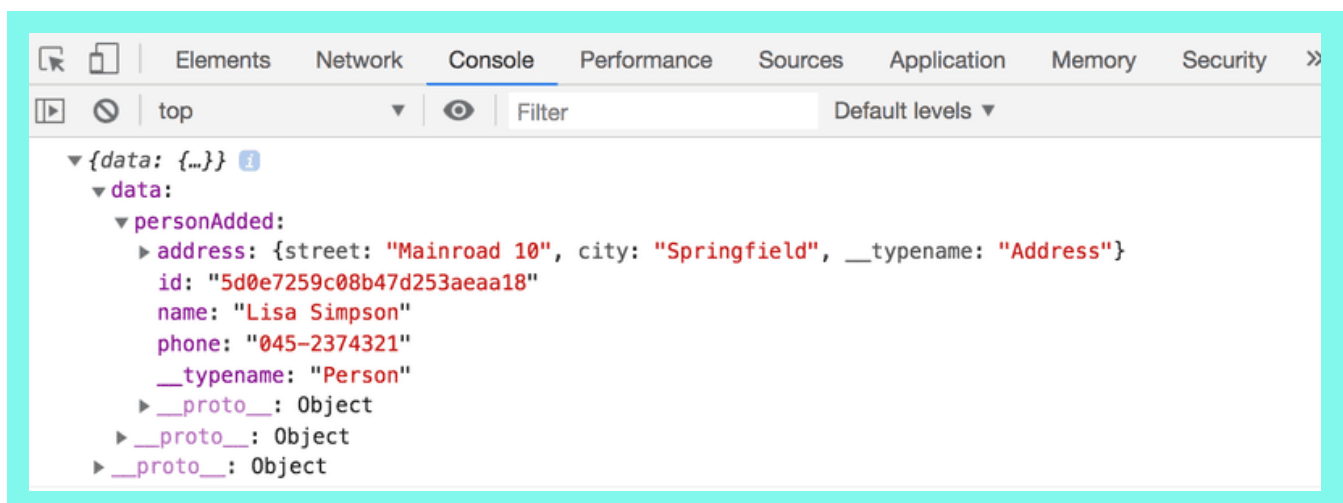 Elements Network Console Performance Sources Application Memory Security »
top ▼ Filter Default levels ▼
▼{data: {…}} i
▼data:
▼personAdded:
▶address: {street: "Mainroad 10", city: "Springfield", __typename: "Address"}
id: "5d0e7259c08b47d253aeaa18"
name: "Lisa Simpson"
phone: "045-2374321"
__typename: "Person"
▶__proto__: Object
▶__proto__: Object
▶__proto__: Object